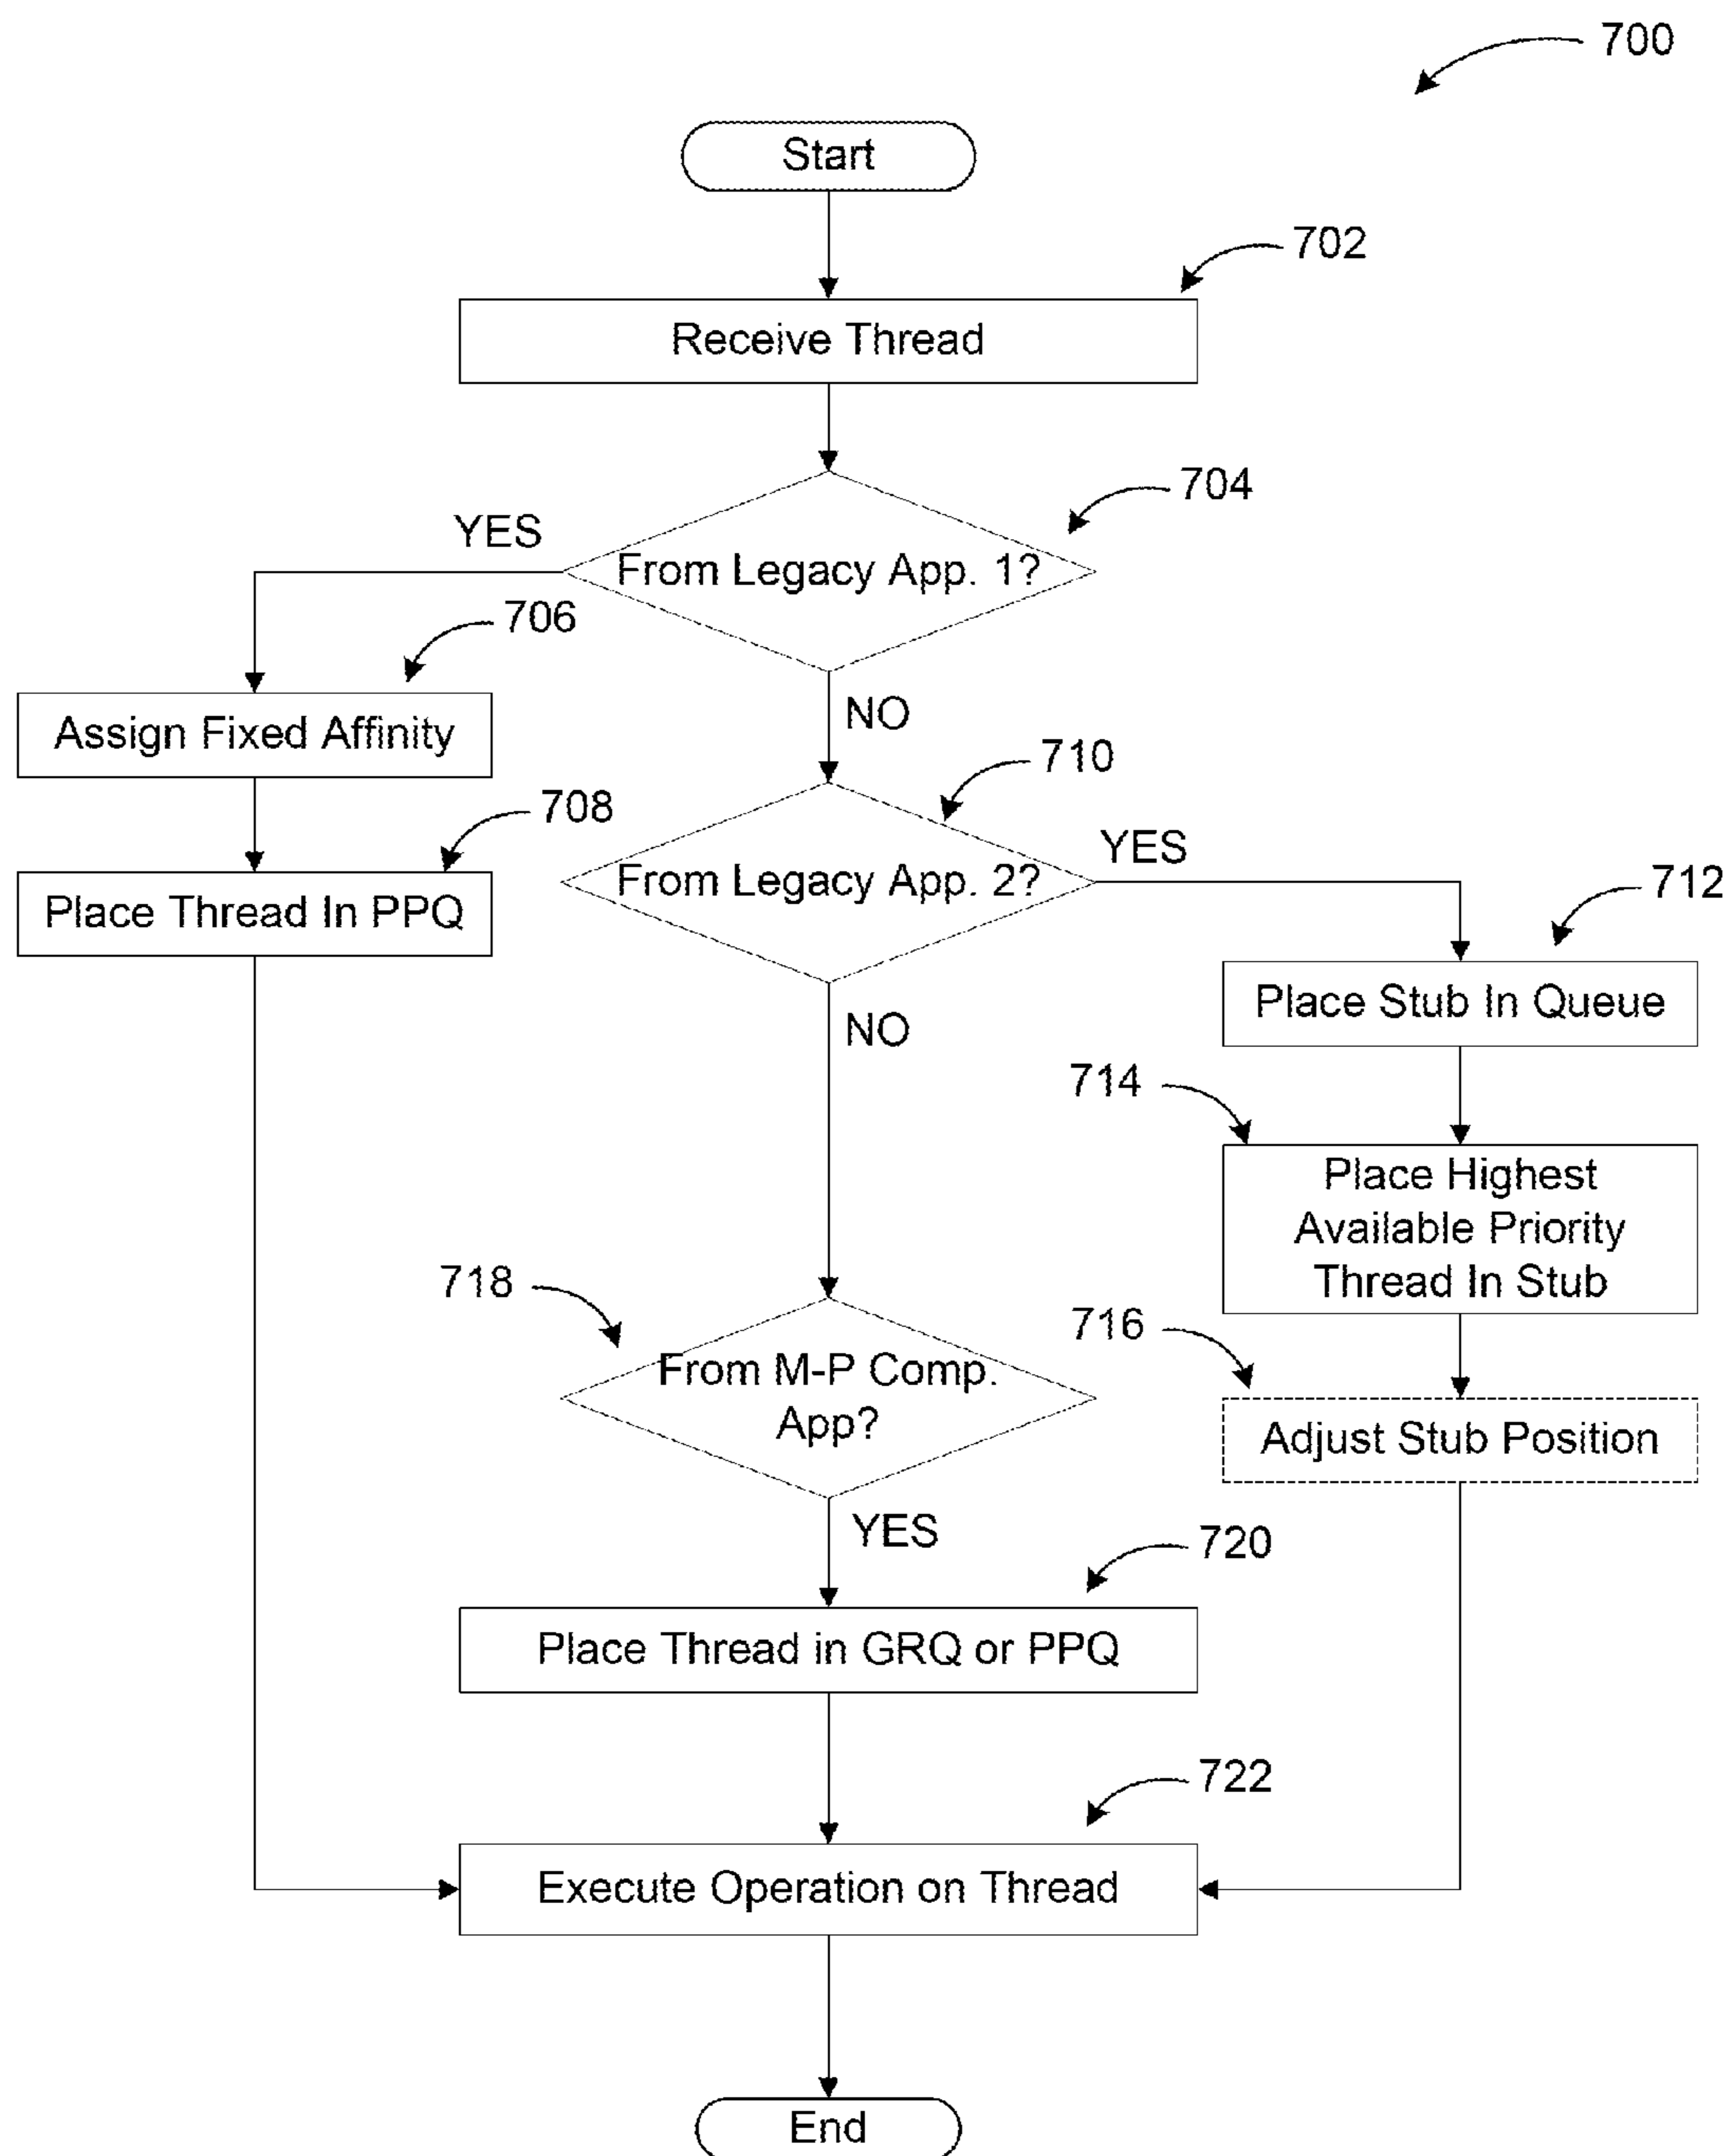 700
Start
702
Receive Thread
704
YES
From Legacy App. 1?
706
NO
Assign Fixed Affinity
710
708
YES
From Legacy App. 2?
Place Thread In PPQ
712
NO
Place Stub In Queue
714
Place Highest
Available Priority
Thread In Stub
718
716
From M-P Comp.
App?
Adjust Stub Position
YES
720
Place Thread in GRQ or PPQ
722
Execute Operation on Thread
End